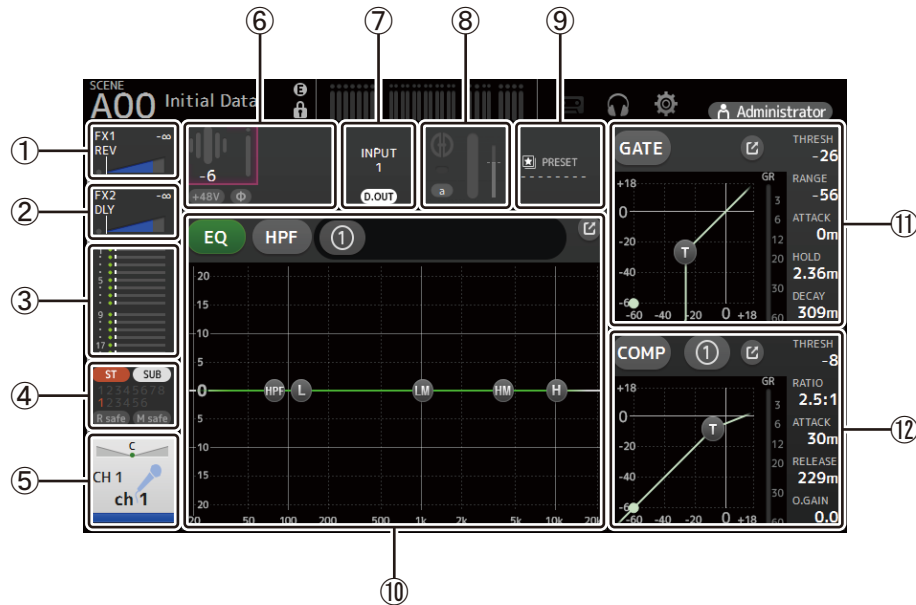 ⑥ ⑦ ⑧ ⑨
SCENE
A00 Initial Data
E
Administrator
①
FX1 -∞
REV
②
FX2 -∞
DLY
③
1
5
9
17
④
ST SUB
12345678
123456
R safe M safe
⑤
C
CH 1
ch 1
-6
+48V Φ
INPUT
1
D.OUT
a
PRESET
EQ HPF ①
20
15
10
5
0
5
10
15
20
HPF L LM HM H
20 50 100 200 500 1k 2k 5k 10k 20k
⑩
GATE
+18
0
-20
-40
-60
-60 -40 -20 0 +18
T
GR
3
6
12
20
30
60
THRESH
-26
RANGE
-56
ATTACK
0m
HOLD
2.36m
DECAY
309m
⑪
COMP ①
+18
0
-20
-40
-60
-60 -40 -20 0 +18
T
GR
3
6
12
20
30
60
THRESH
-8
RATIO
2.5:1
ATTACK
30m
RELEASE
229m
O.GAIN
0.0
⑫